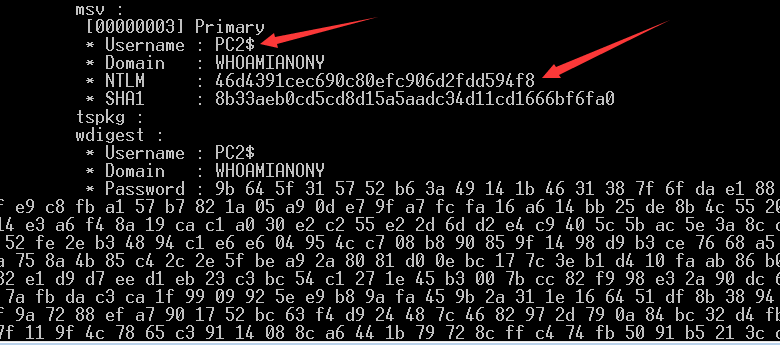 msv :
[00000003] Primary
* Username : PC2$
* Domain : WHOAMIANONY
* NTLM : 46d4391cec690c80efc906d2fdd594f8
* SHA1 : 8b33aeb0cd5cd8d15a5aadc34d11cd1666bf6fa0
tspkg :
wdigest :
* Username : PC2$
* Domain : WHOAMIANONY
* Password : 9b 64 5f 31 57 52 b6 3a 49 14 1b 46 31 38 7f 6f da e1 88
f e9 c8 fb a1 57 b7 82 1a 05 a9 0d e7 9f a7 fc fa 16 a6 14 bb 25 de 8b 4c 55 20
14 e3 a6 f4 8a 19 ca c1 a0 30 e2 c2 55 e2 2d 6d d2 e4 c9 40 5c 5b ac 5e 3a 8c
52 fe 2e b3 48 94 c1 e6 e6 04 95 4c c7 08 b8 90 85 9f 14 98 d9 b3 ce 76 68 a5
a 75 8a 4b 85 c4 2c 2e 5f be a9 2a 80 81 d0 0e bc 17 7c 3e b1 d4 10 fa ab 86
82 e1 d9 d7 ee d1 eb 23 c3 bc 54 c1 27 1e 45 b3 00 7b cc 82 f9 98 e3 2a 90 dc
7a fb da c3 ca 1f 99 09 92 5e e9 b8 9a fa 45 9b 2a 31 1e 16 64 51 df 8b 38 94
f 9a 72 88 ef a7 90 17 52 bc 63 f4 d9 24 48 7c 46 82 97 2d 79 0a 84 bc 32 d4
7f 11 9f 4c 78 65 c3 91 14 08 8c a6 44 1b 79 72 8c ff c4 74 fb 50 91 b5 21 3c